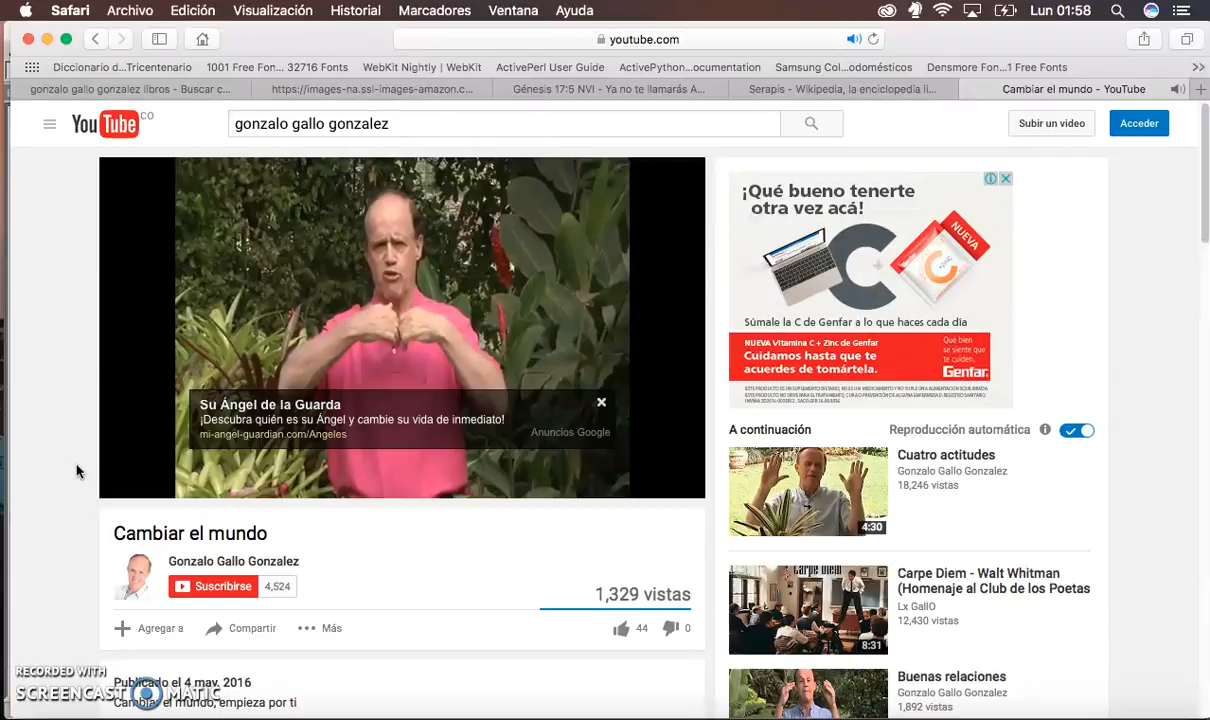 Safari Archivo Edición Visualización Historial Marcadores Ventana Ayuda Lun 01:58
youtube.com
Diccionario d...Tricentenario 1001 Free Fon... 32716 Fonts WebKit Nightly | WebKit ActivePerl User Guide ActivePython...ocumentation Samsung Col...odomésticos Densmore Fon...1 Free Fonts
gonzalo gallo gonzalez libros - Buscar c... https://images-na.ssl-images-amazon.c... Génesis 17:5 NVI - Ya no te llamarás A... Serapis - Wikipedia, la enciclopedia li... Cambiar el mundo - YouTube
YouTube CO
gonzalo gallo gonzalez
Subir un video
Acceder
Su Ángel de la Guarda
¡Descubra quién es su Ángel y cambie su vida de inmediato!
mi-angel-guardian.com/Angeles
Anuncios Google
Cambiar el mundo
Gonzalo Gallo Gonzalez
Suscribirse 4,524
1,329 vistas
Agregar a Compartir Más 44 0
Publicado el 4 may. 2016
Cambiar el mundo, empieza por ti
RECORDED WITH
SCREENCAST MATIC
¡Qué bueno tenerte
otra vez acá!
NUEVA
C
Súmale la C de Genfar a lo que haces cada día
NUEVA Vitamina C + Zinc de Genfar
Cuidamos hasta que te
acuerdes de tomártela.
Qué bien
se siente que
te cuiden.
Genfar
A continuación Reproducción automática
Cuatro actitudes
Gonzalo Gallo Gonzalez
18,246 vistas
4:30
CARPE DIEM
Carpe Diem - Walt Whitman
(Homenaje al Club de los Poetas
Lx GallO
12,430 vistas
8:31
Buenas relaciones
Gonzalo Gallo Gonzalez
1,892 vistas